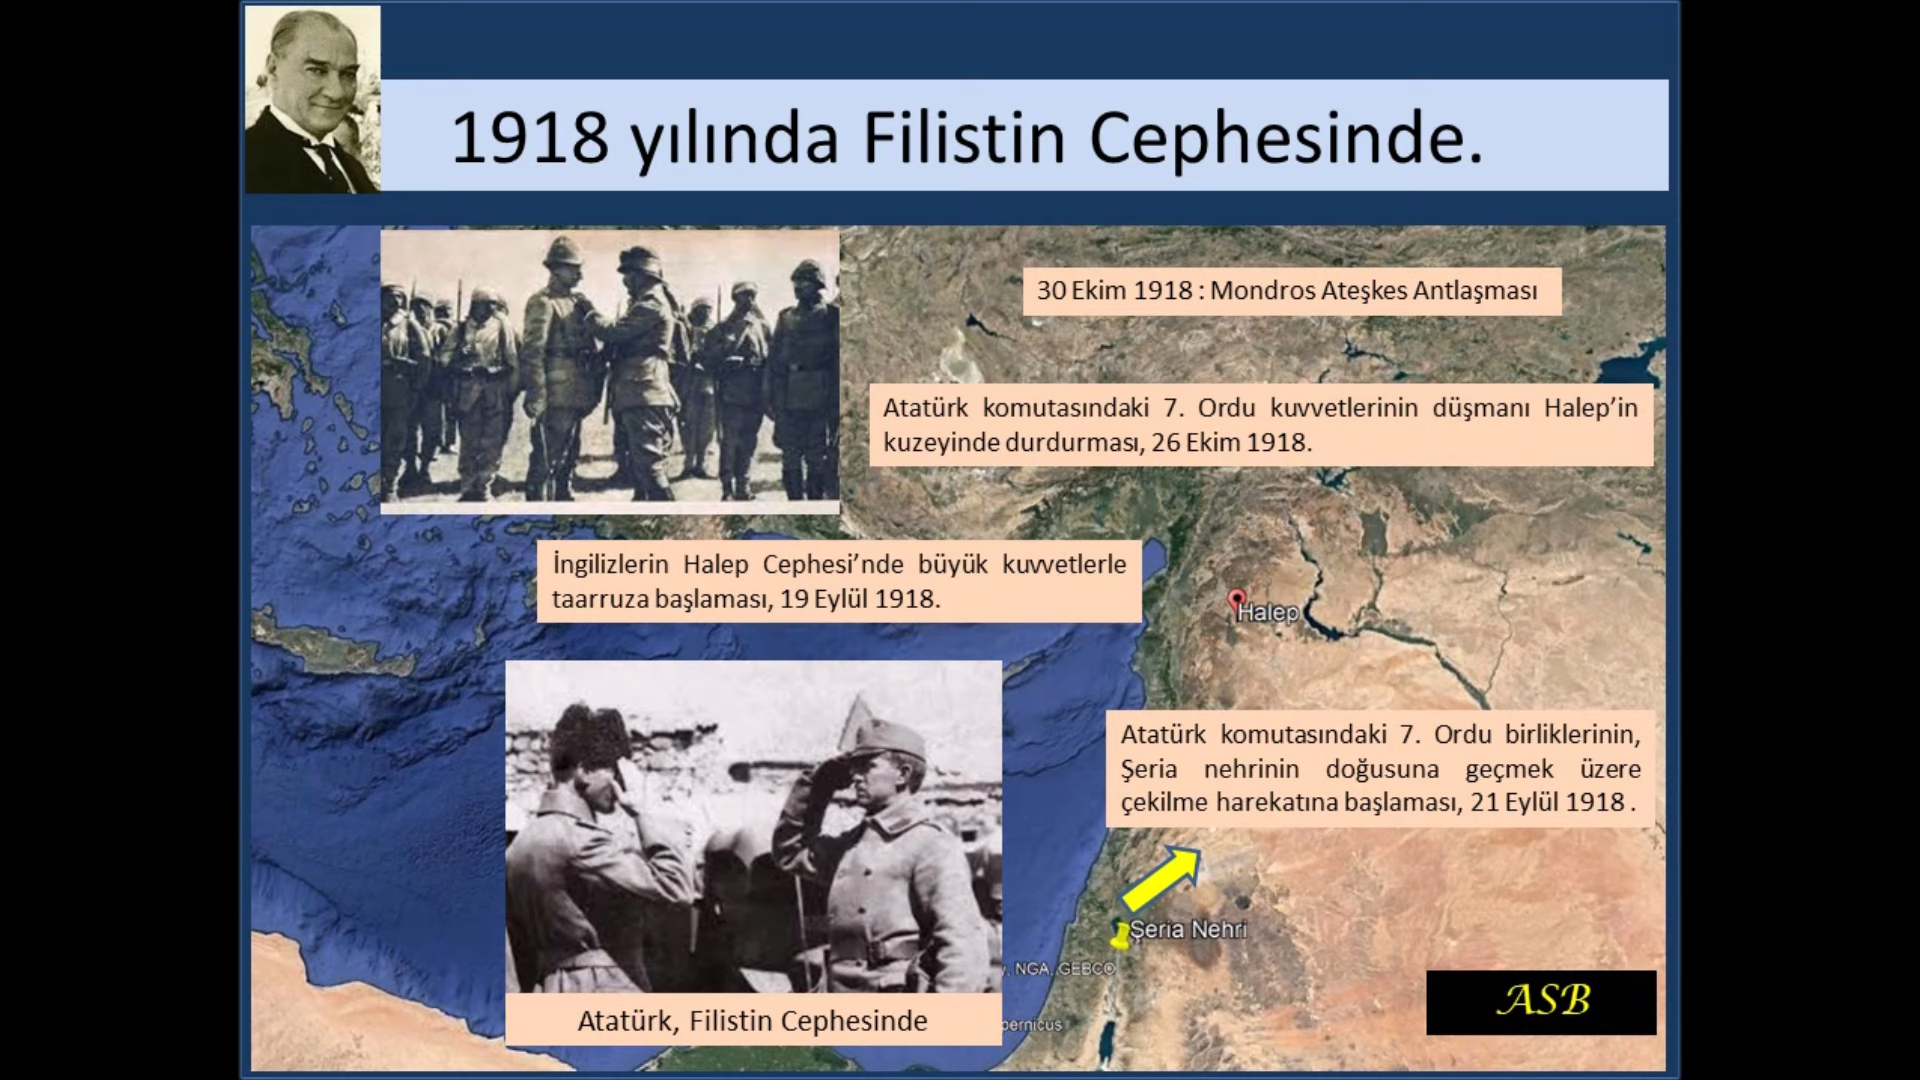 1918 yılında Filistin Cephesinde.
30 Ekim 1918 : Mondros Ateşkes Antlaşması
Atatürk komutasındaki 7. Ordu kuvvetlerinin düşmanı Halep’in
kuzeyinde durdurması, 26 Ekim 1918.
İngilizlerin Halep Cephesi’nde büyük kuvvetlerle
taarruza başlaması, 19 Eylül 1918.
Halep
Atatürk komutasındaki 7. Ordu birliklerinin,
Şeria nehrinin doğusuna geçmek üzere
çekilme harekatına başlaması, 21 Eylül 1918 .
Şeria Nehri
NGA, GEBCO
ASB
Atatürk, Filistin Cephesinde